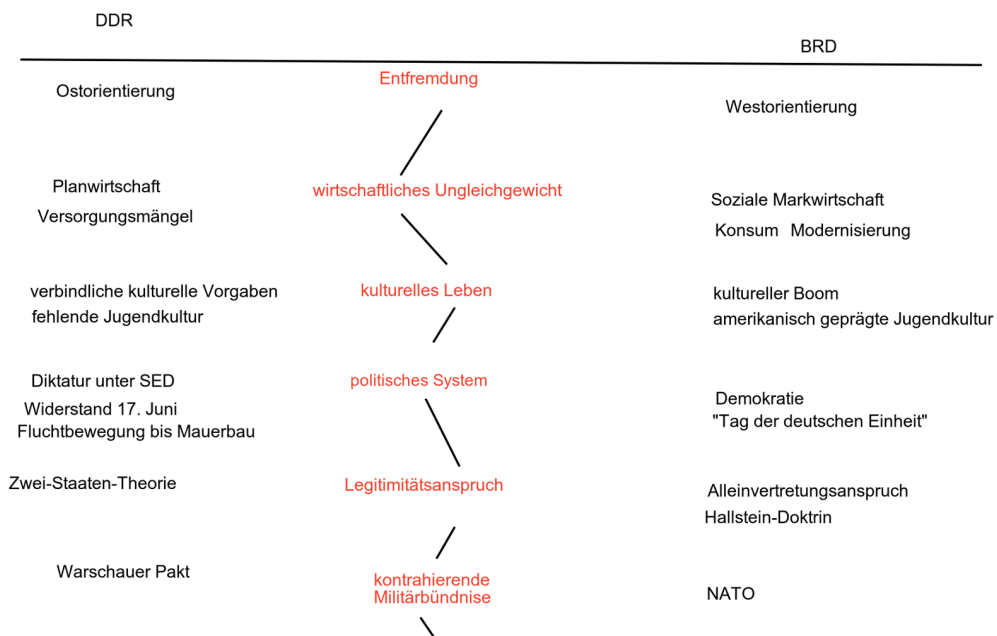 DDR
BRD
Entfremdung
Ostorientierung
Westorientierung
Planwirtschaft
wirtschaftliches Ungleichgewicht
Soziale Markwirtschaft
Versorgungsmängel
Konsum Modernisierung
verbindliche kulturelle Vorgaben
kulturelles Leben
kultureller Boom
fehlende Jugendkultur
amerikanisch geprägte Jugendkultur
Diktatur unter SED
politisches System
Demokratie
Widerstand 17. Juni
"Tag der deutschen Einheit"
Fluchtbewegung bis Mauerbau
Zwei-Staaten-Theorie
Legitimitätsanspruch
Alleinvertretungsanspruch
Hallstein-Doktrin
Warschauer Pakt
kontrahierende
Militärbündnise
NATO